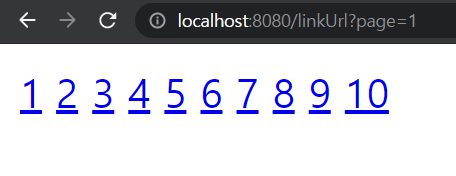 localhost:8080/linkUrl?page=1
1 2 3 4 5 6 7 8 9 10